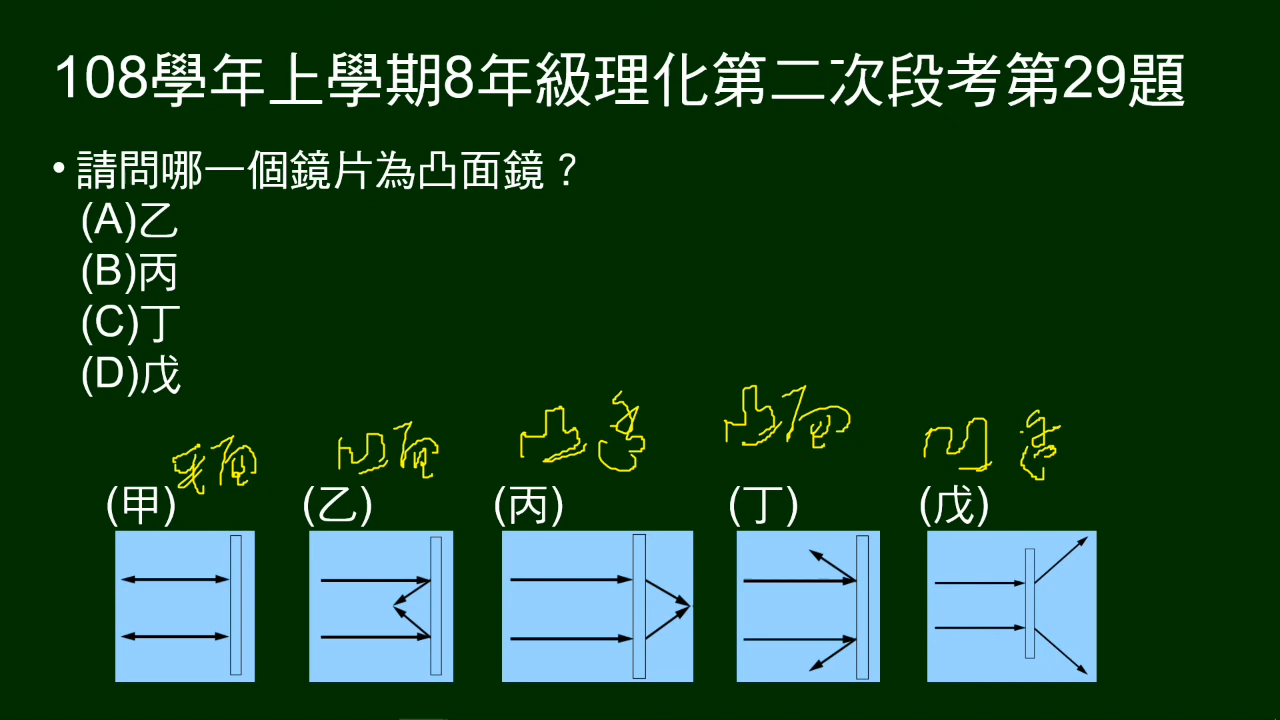 108學年上學期8年級理化第二次段考第29題
• 請問哪一個鏡片為凸面鏡？
(A)乙
(B)丙
(C)丁
(D)戊
凹面 凸透 凸面 凹透
(甲) (乙) (丙) (丁) (戊)